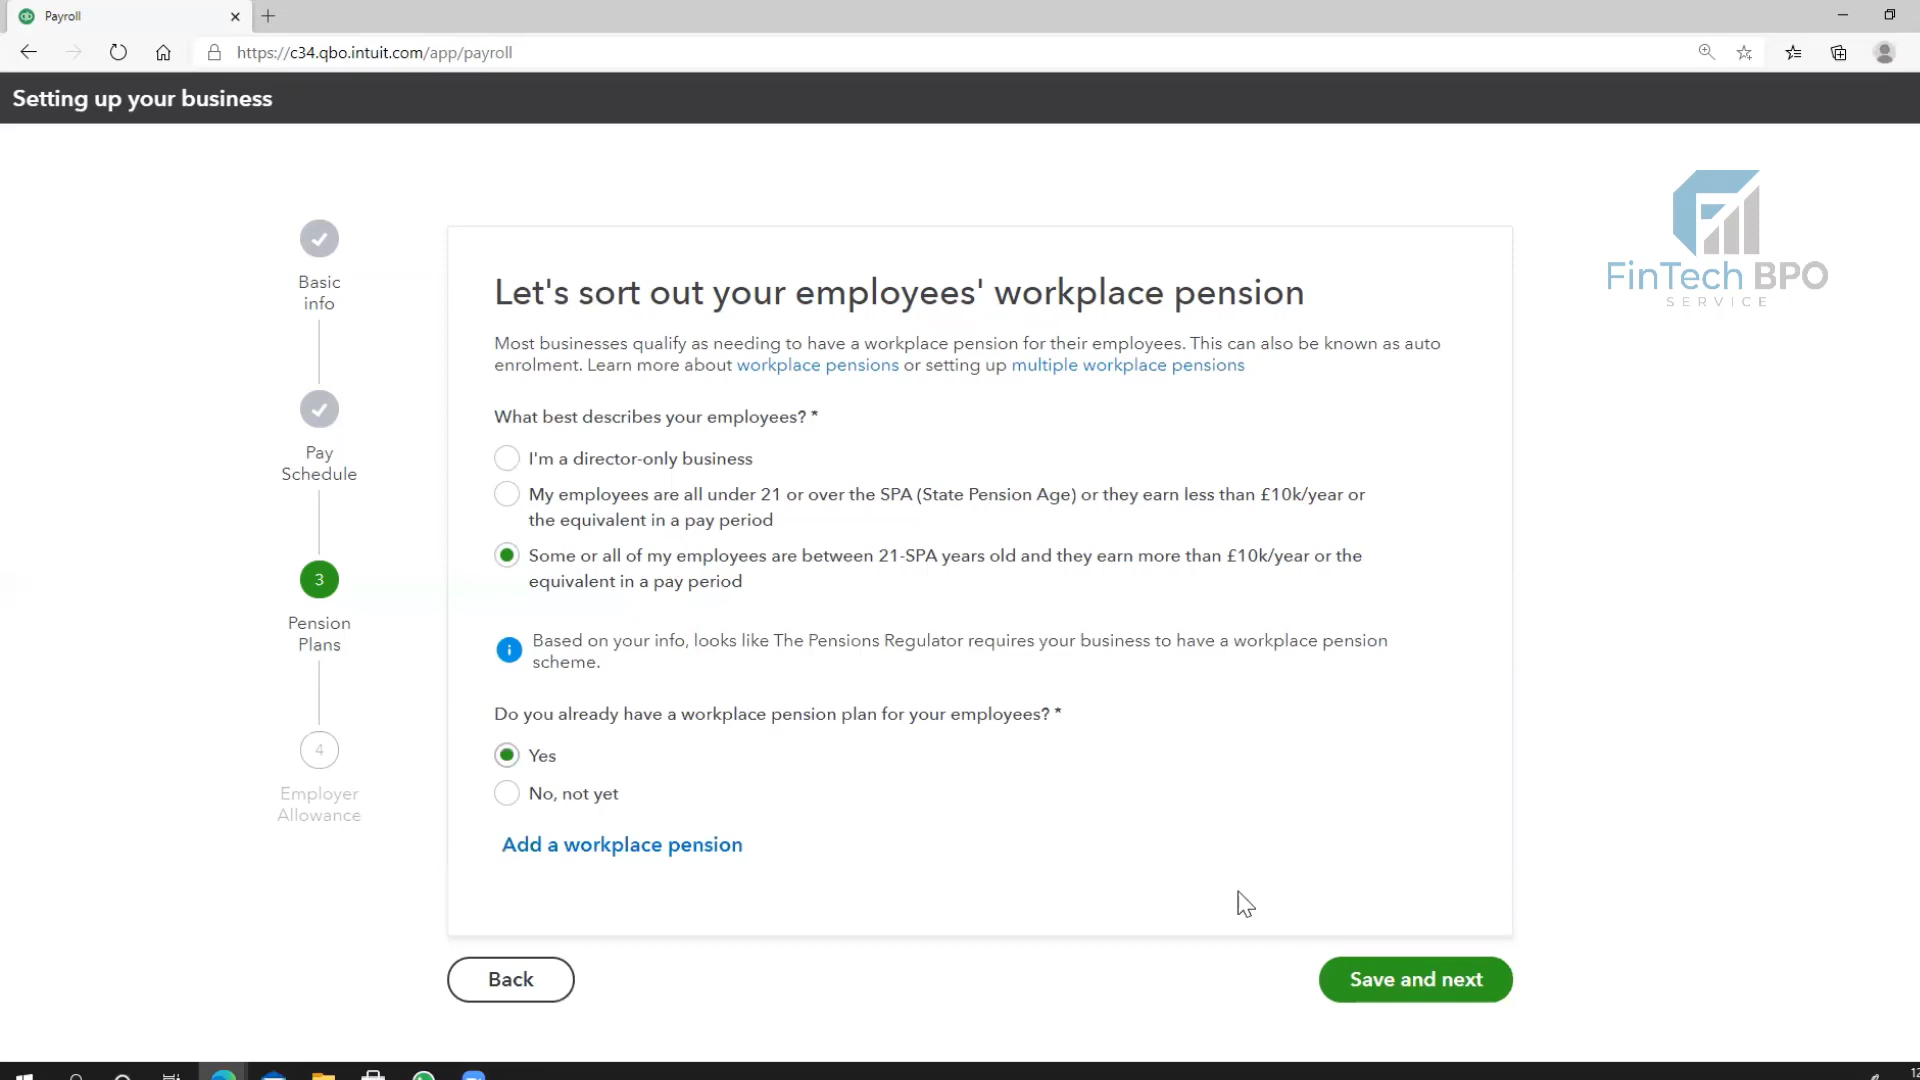 Payroll
https://c34.qbo.intuit.com/app/payroll
Setting up your business
FinTech BPO
SERVICE
Basic
info
Pay
Schedule
3
Pension
Plans
4
Employer
Allowance
Let's sort out your employees' workplace pension
Most businesses qualify as needing to have a workplace pension for their employees. This can also be known as auto
enrolment. Learn more about workplace pensions or setting up multiple workplace pensions
What best describes your employees? *
I'm a director-only business
My employees are all under 21 or over the SPA (State Pension Age) or they earn less than £10k/year or
the equivalent in a pay period
Some or all of my employees are between 21-SPA years old and they earn more than £10k/year or the
equivalent in a pay period
Based on your info, looks like The Pensions Regulator requires your business to have a workplace pension
scheme.
Do you already have a workplace pension plan for your employees? *
Yes
No, not yet
Add a workplace pension
Back
Save and next